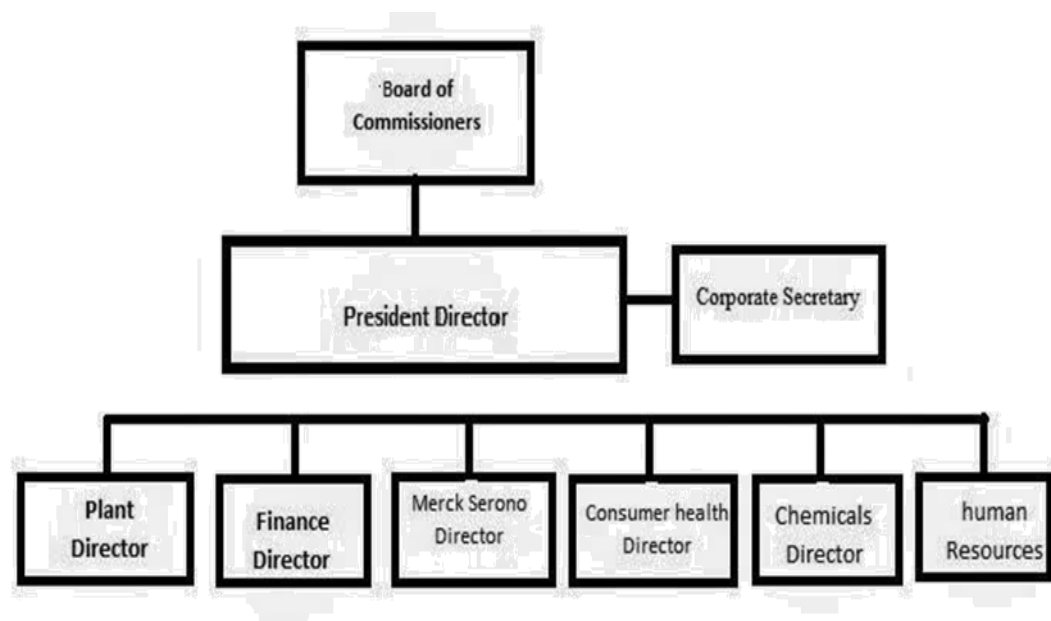 Board of
Commissioners
President Director
Corporate Secretary
Plant
Director
Finance
Director
Merck Serono
Director
Consumer health
Director
Chemicals
Director
human
Resources